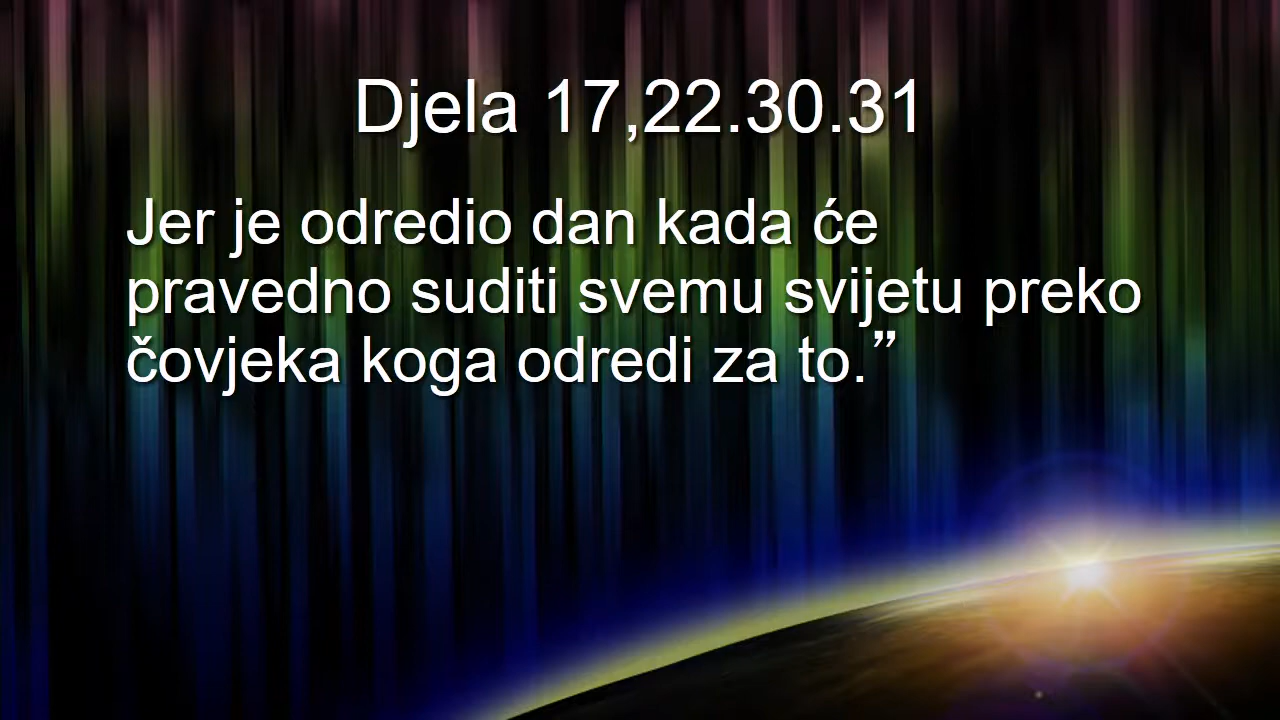 Djela 17,22.30.31
Jer je odredio dan kada će
pravedno suditi svemu svijetu preko
čovjeka koga odredi za to.”